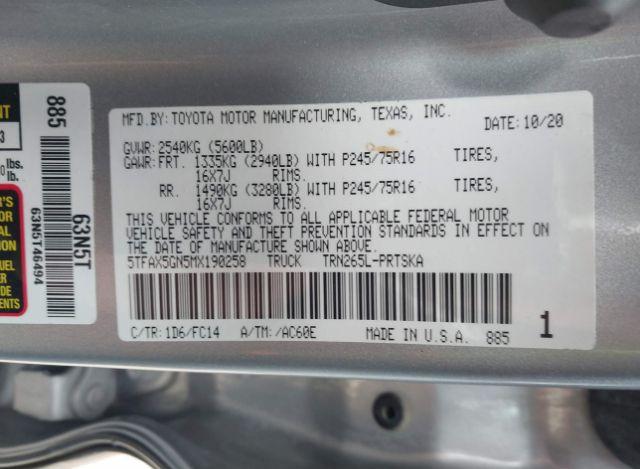 MFD.BY:TOYOTA MOTOR MANUFACTURING, TEXAS, INC.
DATE:10/20
GVWR:2540KG (5600LB)
GAWR:FRT. 1335KG (2940LB) WITH P245/75R16 TIRES,
16X7J RIMS.
RR. 1490KG (3280LB) WITH P245/75R16 TIRES,
16X7J RIMS.
THIS VEHICLE CONFORMS TO ALL APPLICABLE FEDERAL MOTOR
VEHICLE SAFETY AND THEFT PREVENTION STANDARDS IN EFFECT ON
THE DATE OF MANUFACTURE SHOWN ABOVE.
5TFAX5GN5MX190258 TRUCK TRN265L-PRTSKA
C/TR:1D6/FC14 A/TM:/AC60E MADE IN U.S.A. 885
1
885
63N5T
63N5T46494
lbs.
lb.